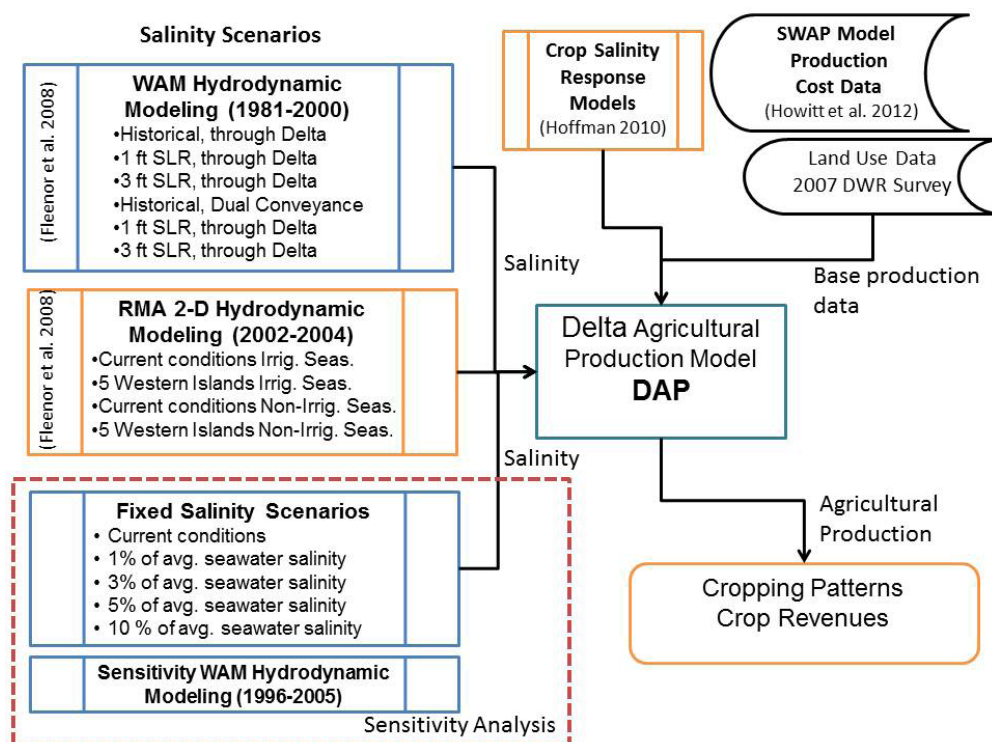 Salinity Scenarios
(Fleenor et al. 2008)
WAM Hydrodynamic
Modeling (1981-2000)
•Historical, through Delta
•1 ft SLR, through Delta
•3 ft SLR, through Delta
•Historical, Dual Conveyance
•1 ft SLR, through Delta
•3 ft SLR, through Delta
(Fleenor et al. 2008)
RMA 2-D Hydrodynamic
Modeling (2002-2004)
•Current conditions Irrig. Seas.
•5 Western Islands Irrig. Seas.
•Current conditions Non-Irrig. Seas.
•5 Western Islands Non-Irrig. Seas.
Fixed Salinity Scenarios
• Current conditions
• 1% of avg. seawater salinity
• 3% of avg. seawater salinity
• 5% of avg. seawater salinity
• 10 % of avg. seawater salinity
Sensitivity WAM Hydrodynamic
Modeling (1996-2005)
Sensitivity Analysis
Salinity
Salinity
Crop Salinity
Response
Models
(Hoffman 2010)
SWAP Model
Production
Cost Data
(Howitt et al. 2012)
Land Use Data
2007 DWR Survey
Base production
data
Delta Agricultural
Production Model
DAP
Agricultural
Production
Cropping Patterns
Crop Revenues